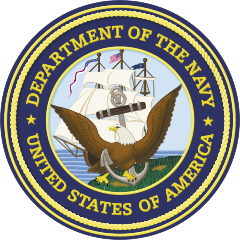 DEPARTMENT OF THE NAVY
UNITED STATES OF AMERICA